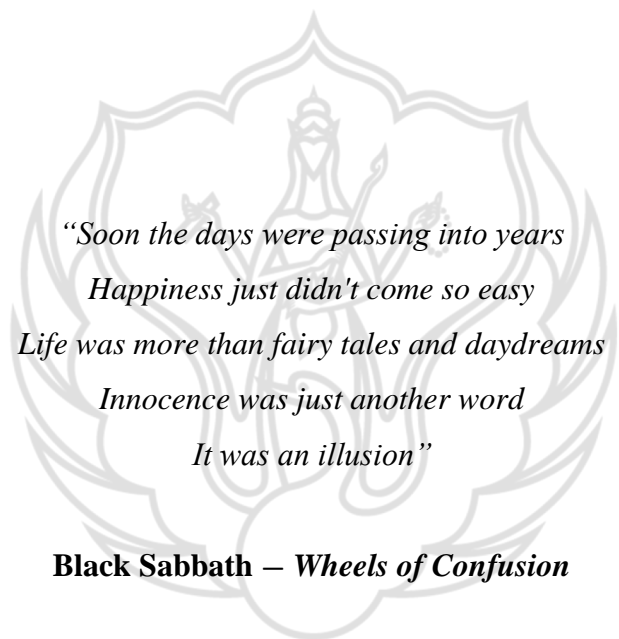 “Soon the days were passing into years
Happiness just didn't come so easy
Life was more than fairy tales and daydreams
Innocence was just another word
It was an illusion”
Black Sabbath – Wheels of Confusion